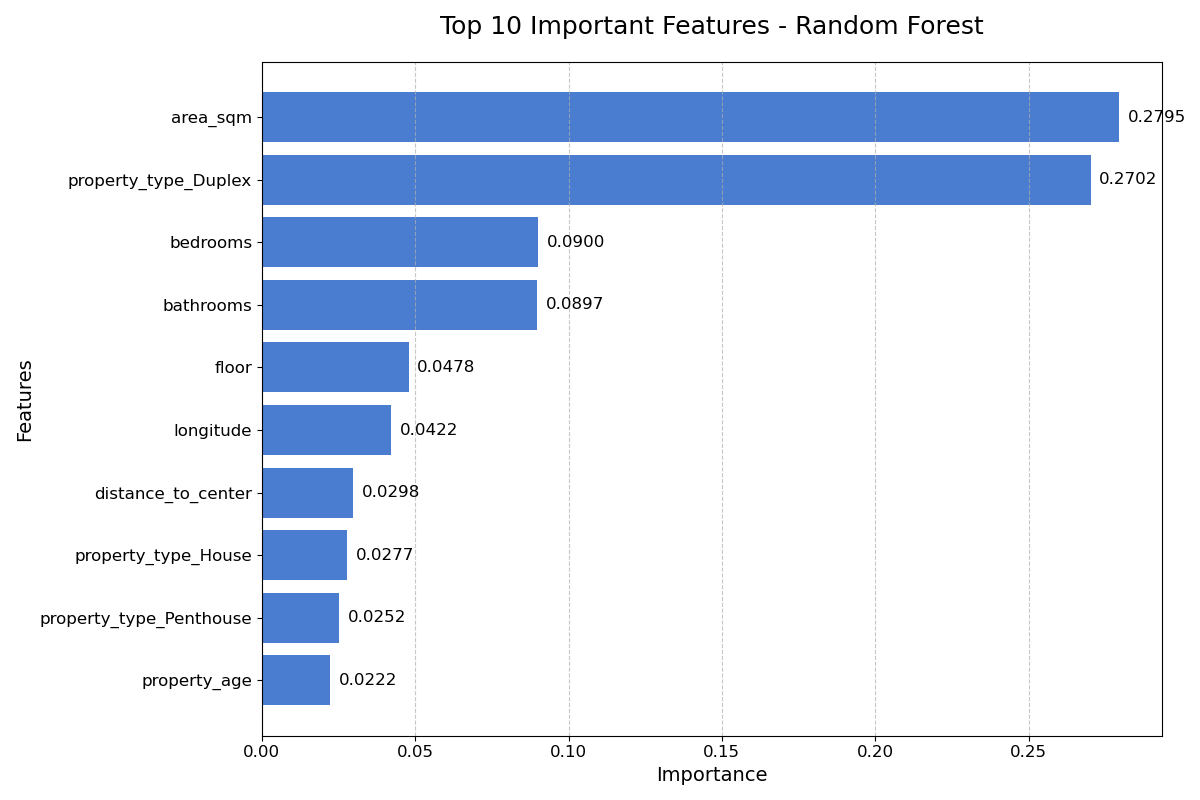 Top 10 Important Features - Random Forest
area_sqm 0.2795
property_type_Duplex 0.2702
bedrooms 0.0900
bathrooms 0.0897
floor 0.0478
longitude 0.0422
distance_to_center 0.0298
property_type_House 0.0277
property_type_Penthouse 0.0252
property_age 0.0222
Features
0.00 0.05 0.10 0.15 0.20 0.25
Importance